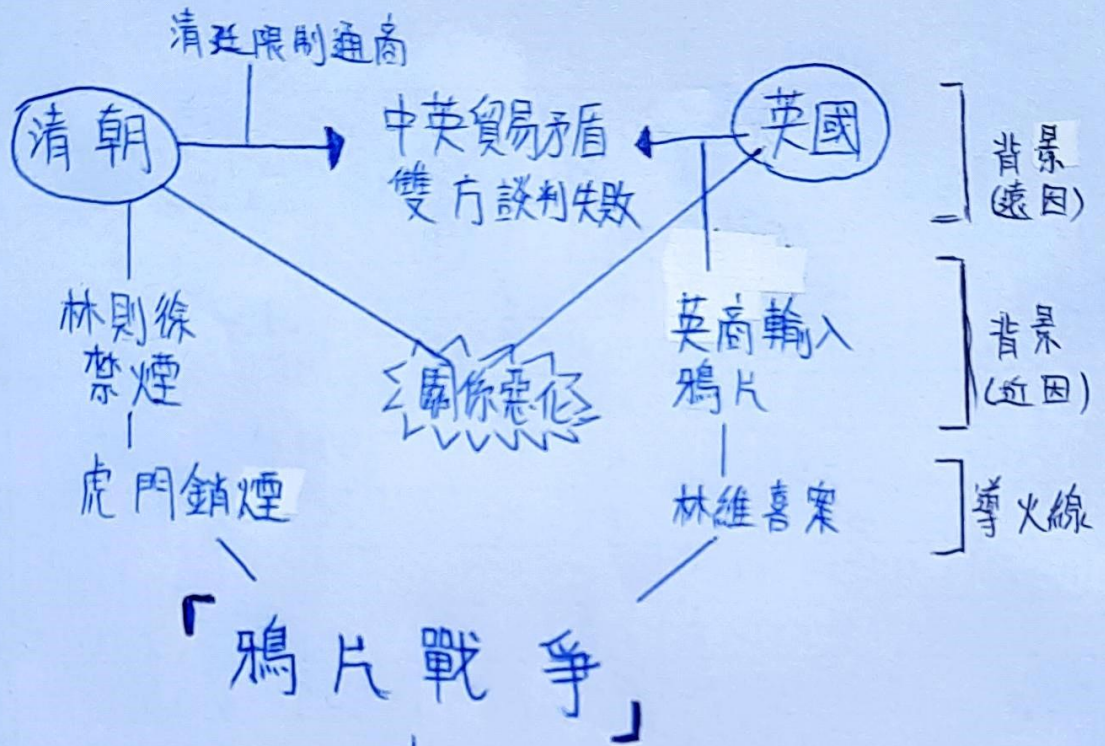 清廷限制通商
清朝
中英貿易矛盾
雙方談判失敗
英國
背景
(遠因)
林則徐
禁煙
關係惡化
英商輸入
鴉片
背景
(近因)
虎門銷煙
林維喜案
導火線
「鴉片戰爭」